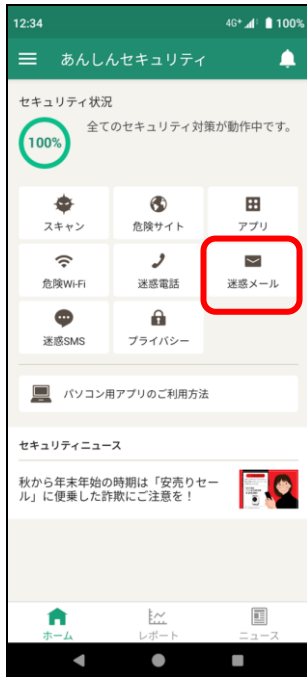 12:34 4G+ 100%
あんしんセキュリティ
セキュリティ状況
100%
全てのセキュリティ対策が動作中です。
スキャン 危険サイト アプリ
危険Wi-Fi 迷惑電話 迷惑メール
迷惑SMS プライバシー
パソコン用アプリのご利用方法
セキュリティニュース
秋から年末年始の時期は「安売りセー
ル」に便乗した詐欺にご注意を！
ホーム レポート ニュース